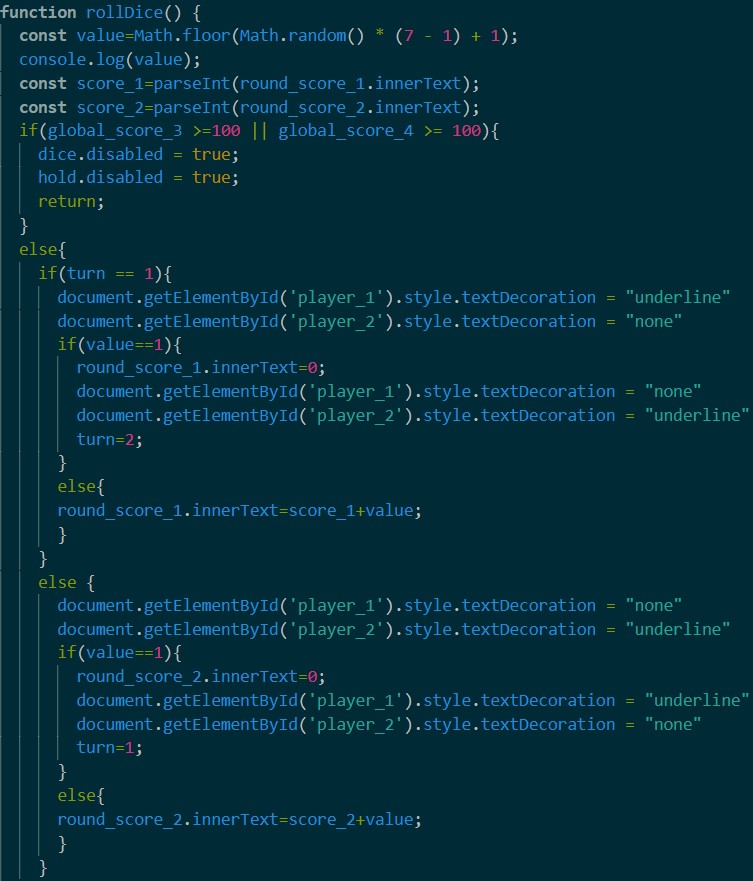 function rollDice() {
  const value=Math.floor(Math.random() * (7 - 1) + 1);
  console.log(value);
  const score_1=parseInt(round_score_1.innerText);
  const score_2=parseInt(round_score_2.innerText);
  if(global_score_3 >=100 || global_score_4 >= 100){
    dice.disabled = true;
    hold.disabled = true;
    return;
  }
  else{
    if(turn == 1){
      document.getElementById('player_1').style.textDecoration = "underline"
      document.getElementById('player_2').style.textDecoration = "none"
      if(value==1){
        round_score_1.innerText=0;
        document.getElementById('player_1').style.textDecoration = "none"
        document.getElementById('player_2').style.textDecoration = "underline"
        turn=2;
      }
      else{
      round_score_1.innerText=score_1+value;
      }
    }
    else {
      document.getElementById('player_1').style.textDecoration = "none"
      document.getElementById('player_2').style.textDecoration = "underline"
      if(value==1){
        round_score_2.innerText=0;
        document.getElementById('player_1').style.textDecoration = "underline"
        document.getElementById('player_2').style.textDecoration = "none"
        turn=1;
      }
      else{
      round_score_2.innerText=score_2+value;
      }
    }